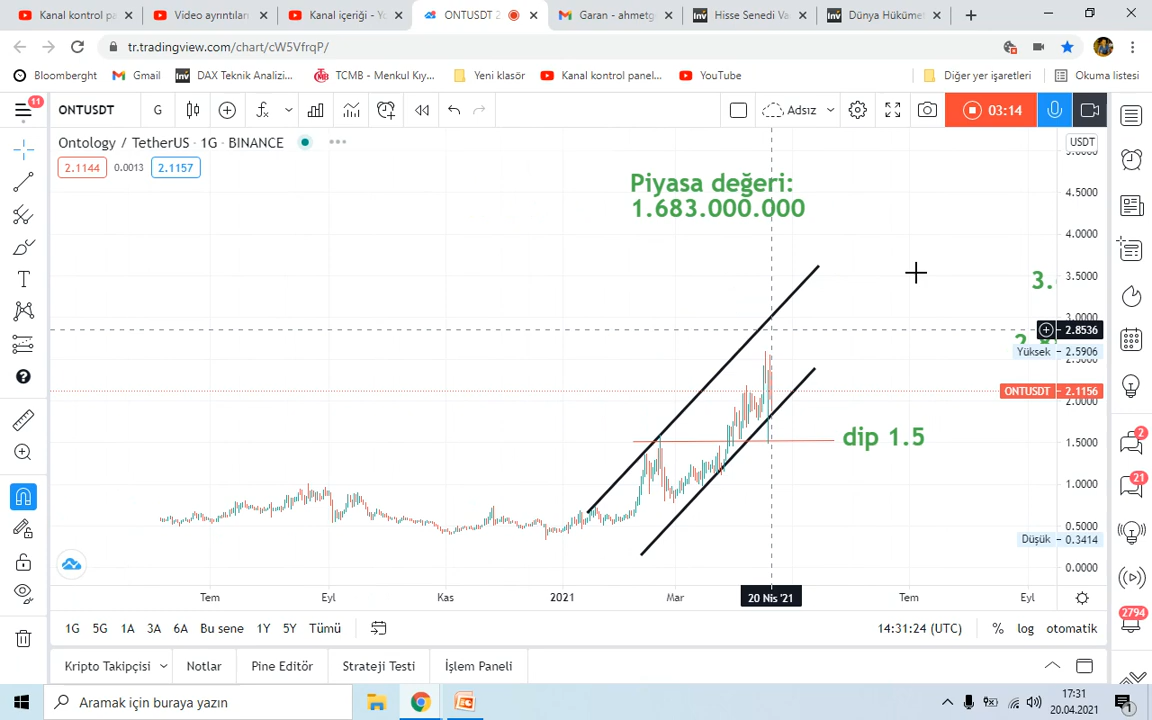 Kanal kontrol pa
Video ayrıntıları
Kanal içeriği - Yo
ONTUSDT 2
Garan - ahmetg
Hisse Senedi Va
Dünya Hükümet
tr.tradingview.com/chart/cW5VfrqP/
Bloomberght
Gmail
DAX Teknik Analizi...
TCMB - Menkul Kıy...
Yeni klasör
Kanal kontrol panel...
YouTube
Diğer yer işaretleri
Okuma listesi
11
ONTUSDT
G
Adsız
03:14
Ontology / TetherUS · 1G · BINANCE
USDT
2.1144
0.0013
2.1157
Piyasa değeri:
1.683.000.000
4.5000
4.0000
3.5000
3.
3.0000
2.8536
Yüksek
2.5906
ONTUSDT
2.1156
2.0000
dip 1.5
1.5000
1.0000
0.5000
Düşük
0.3414
0.0000
Tem
Eyl
Kas
2021
Mar
20 Nis '21
Tem
Eyl
1G
5G
1A
3A
6A
Bu sene
1Y
5Y
Tümü
14:31:24 (UTC)
%
log
otomatik
Kripto Takipçisi
Notlar
Pine Editörü
Strateji Testi
İşlem Paneli
2
21
2794
Aramak için buraya yazın
17:31
20.04.2021
1